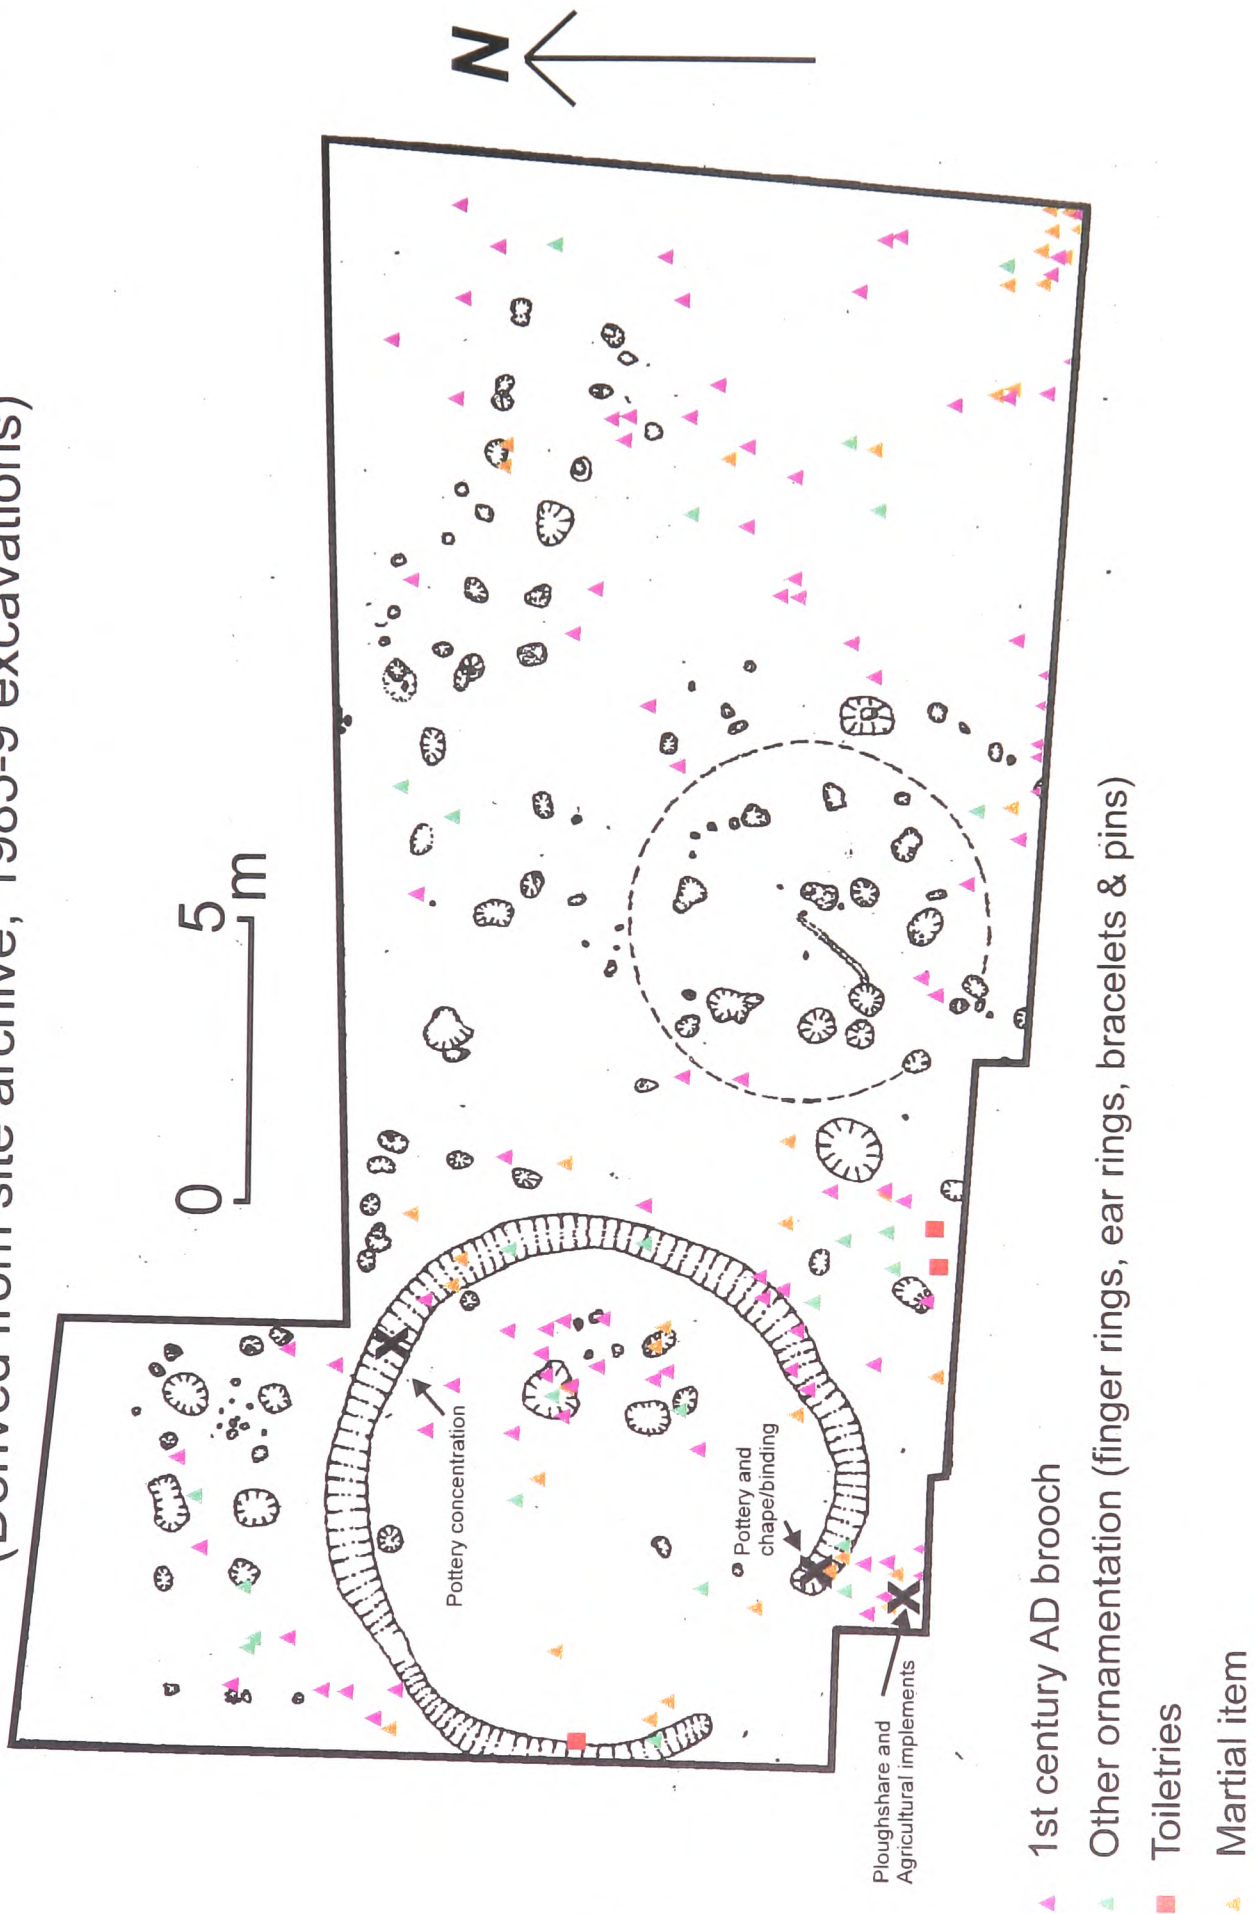 (Derived from site archive, 1985-9 excavations)
N
0 5
m
Pottery concentration
Pottery and
chape/binding
Ploughshare and
Agricultural implements
1st century AD brooch
Other ornamentation (finger rings, ear rings, bracelets & pins)
Toiletries
Martial item